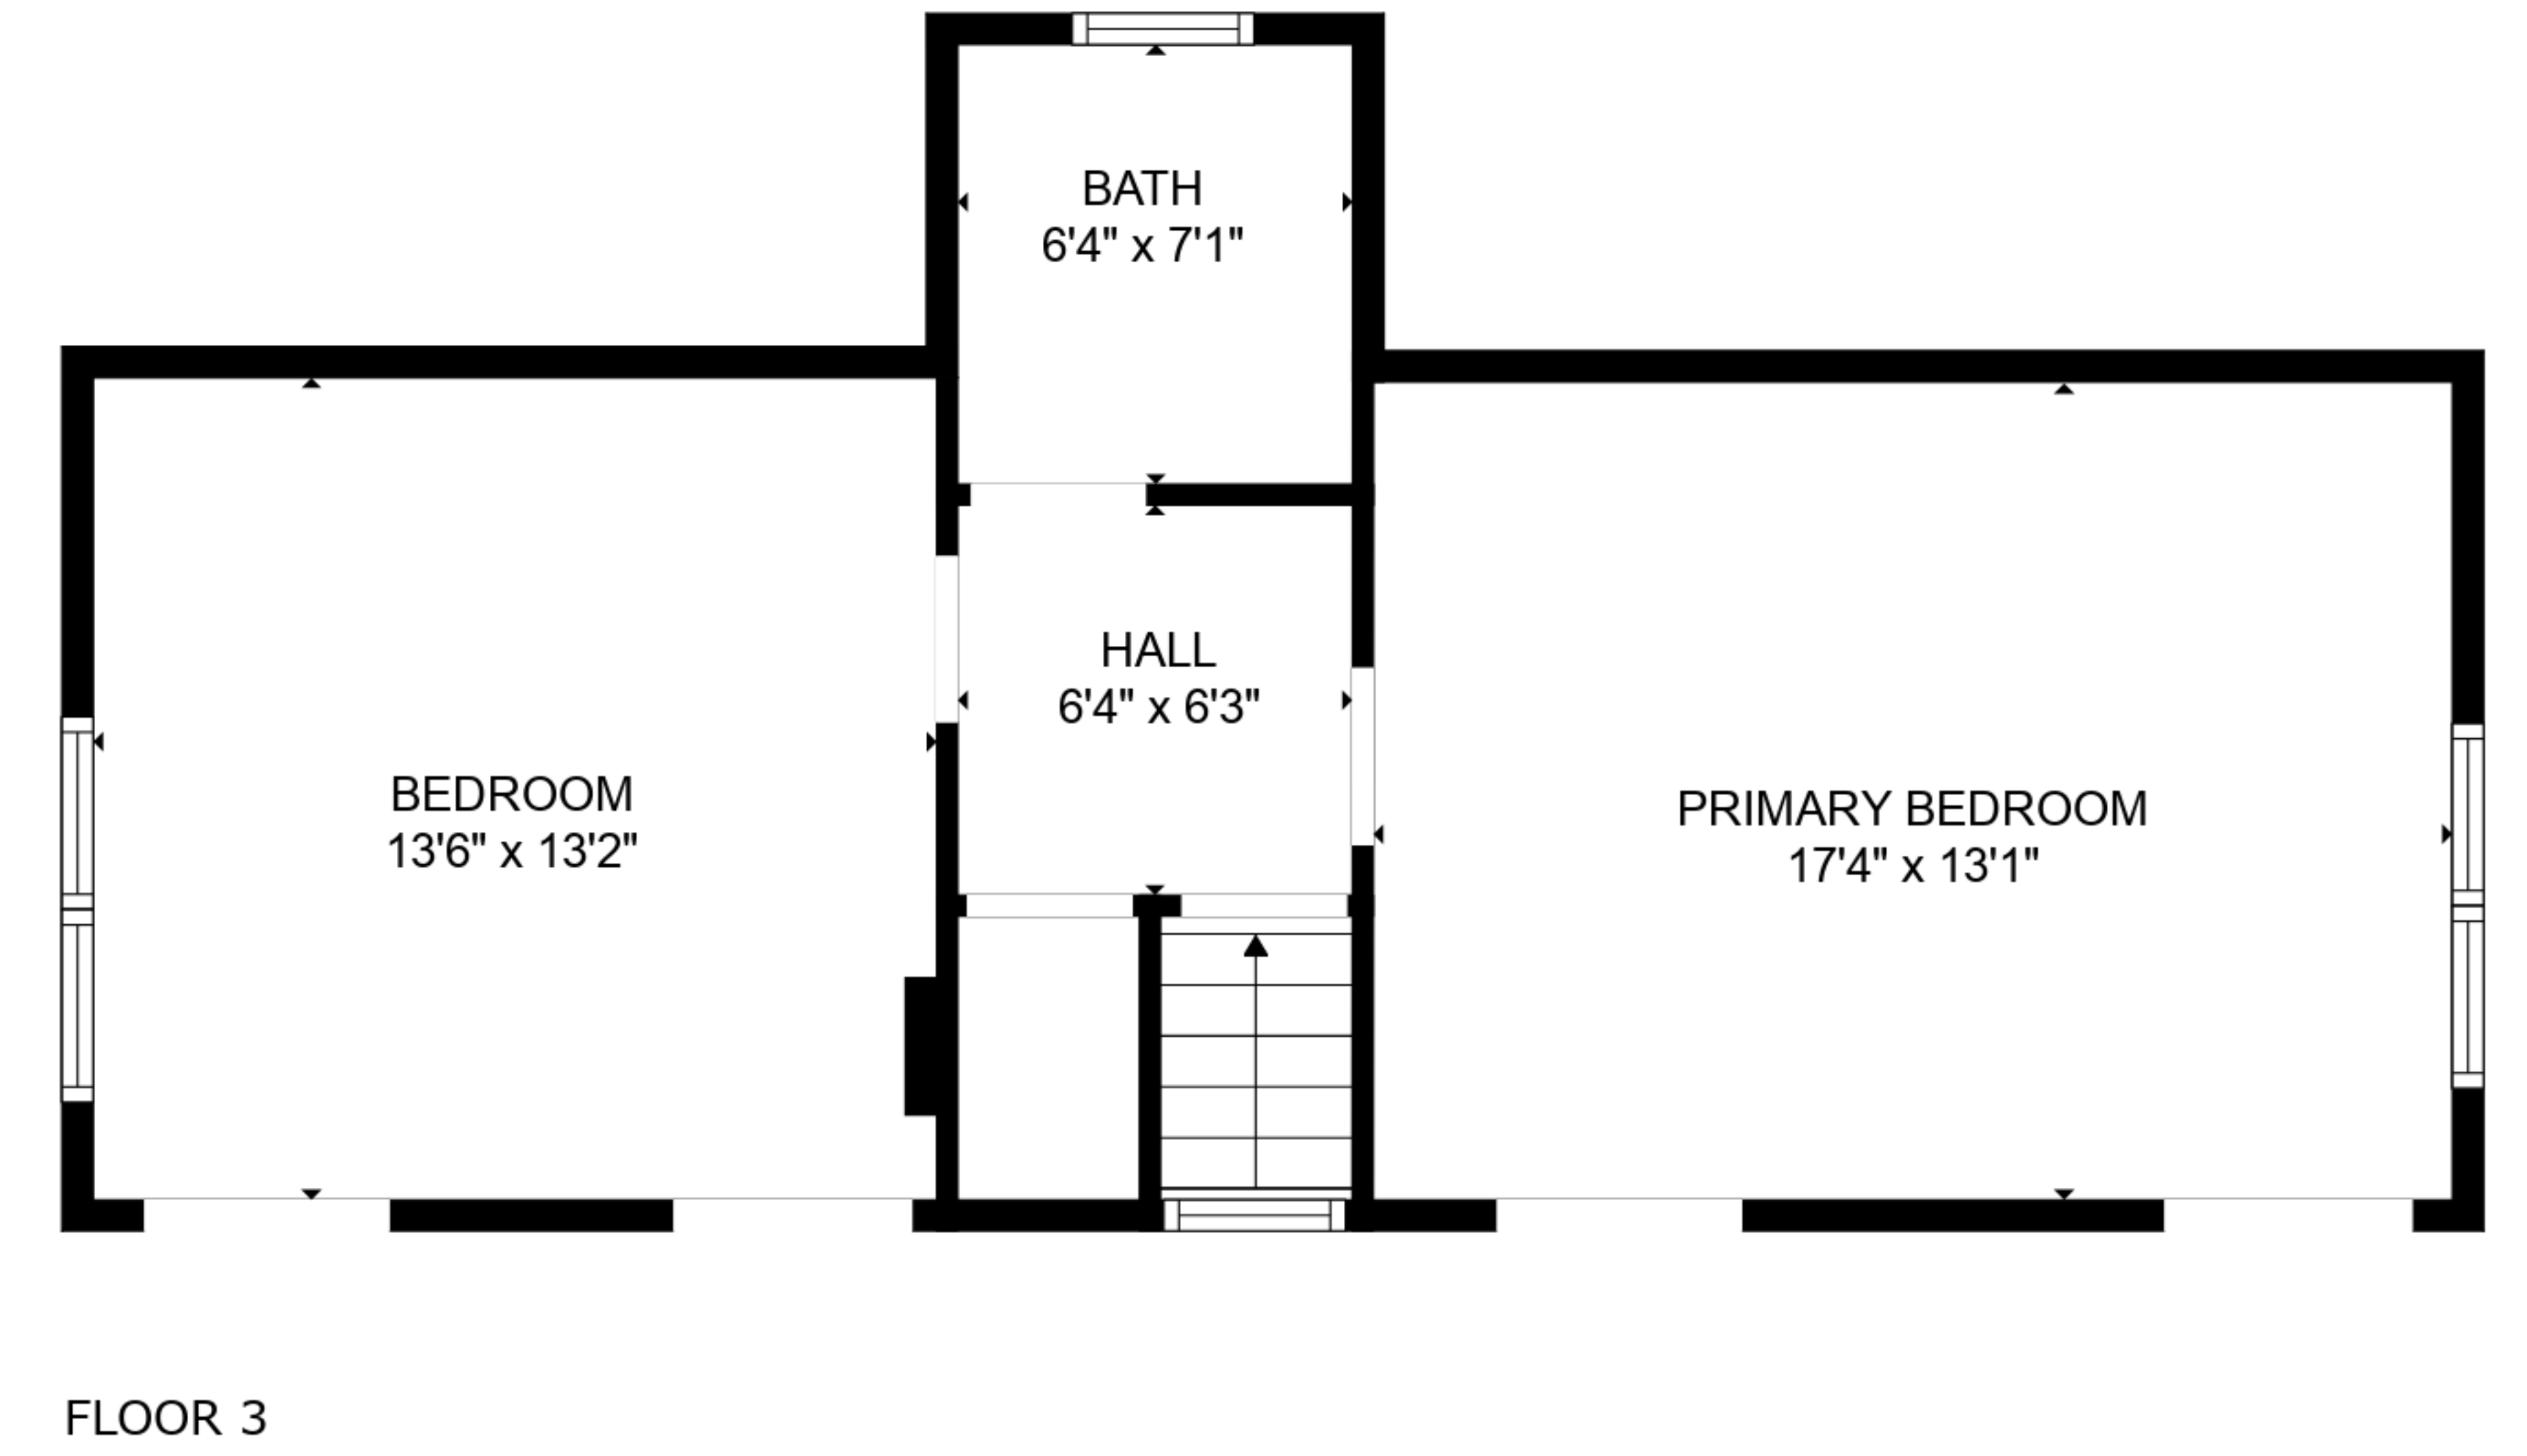 BATH
6'4" x 7'1"
HALL
6'4" x 6'3"
BEDROOM
13'6" x 13'2"
PRIMARY BEDROOM
17'4" x 13'1"
FLOOR 3